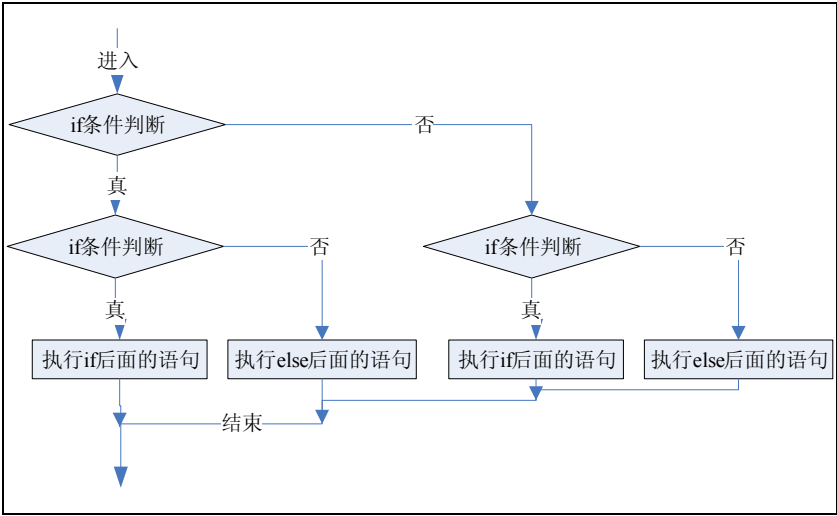 进入
if条件判断
否
真
if条件判断
否
if条件判断
否
真
真
执行if后面的语句
执行else后面的语句
执行if后面的语句
执行else后面的语句
结束